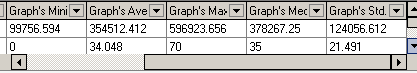 Graph's Mini Graph's Ave Graph's Max Graph's Med Graph's Std.
99756.594 354512.412 596923.656 378267.25 124056.612
0 34.048 70 35 21.491